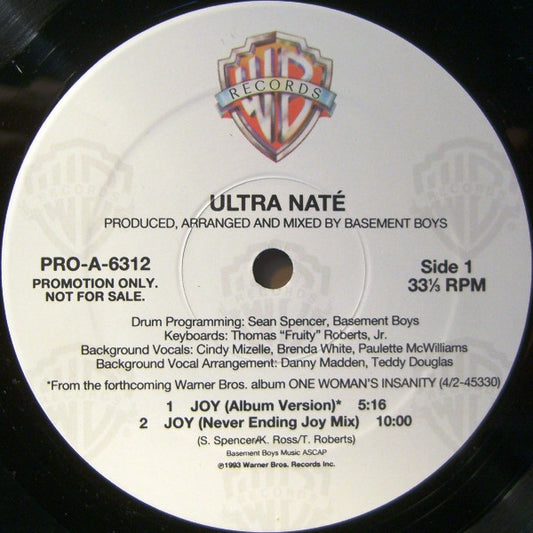 WB
RECORDS
ULTRA NATÉ
PRODUCED, ARRANGED AND MIXED BY BASEMENT BOYS
PRO-A-6312
PROMOTION ONLY.
NOT FOR SALE.
Side 1
33⅓ RPM
Drum Programming: Sean Spencer, Basement Boys
Keyboards: Thomas "Fruity" Roberts, Jr.
Background Vocals: Cindy Mizelle, Brenda White, Paulette McWilliams
Background Vocal Arrangement: Danny Madden, Teddy Douglas
*From the forthcoming Warner Bros. album ONE WOMAN'S INSANITY (4/2-45330)
1 JOY (Album Version)* 5:16
2 JOY (Never Ending Joy Mix) 10:00
(S. Spencer/K. Ross/T. Roberts)
Basement Boys Music ASCAP
℗1993 Warner Bros. Records Inc.